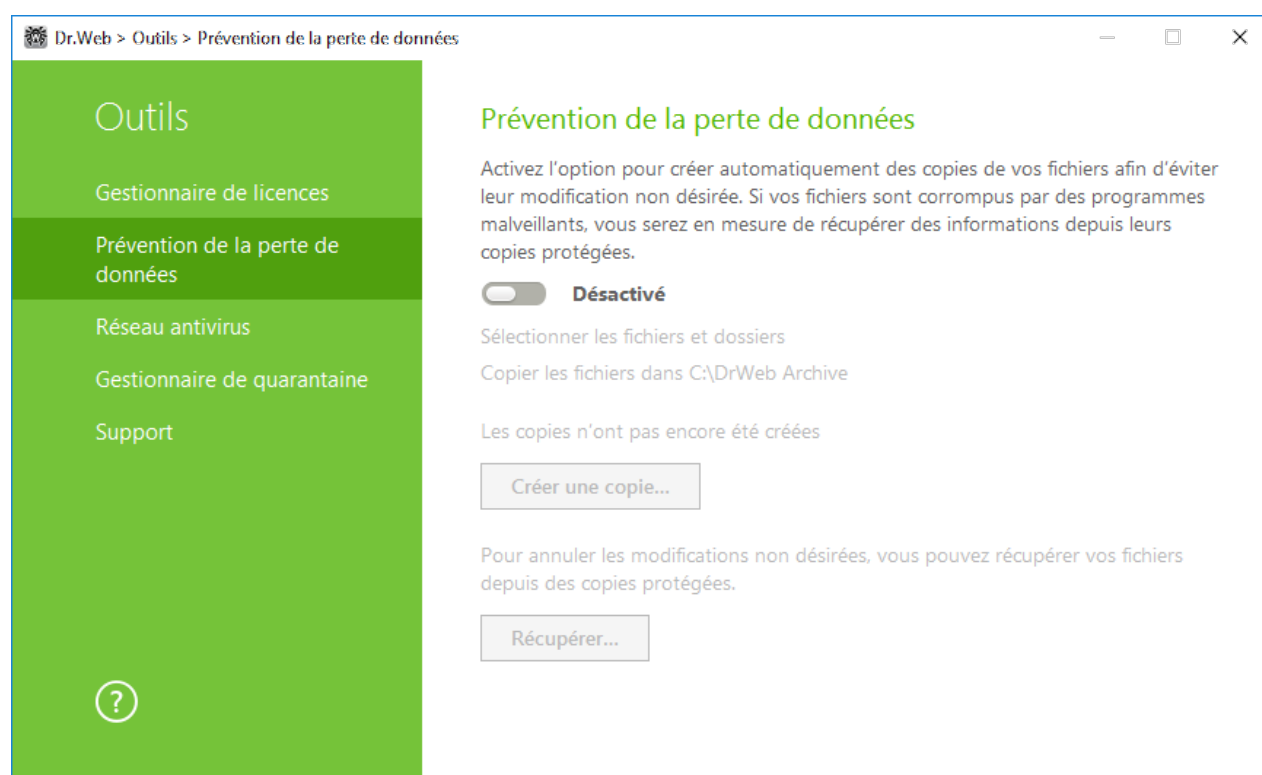 Dr.Web > Outils > Prévention de la perte de données
Outils
Gestionnaire de licences
Prévention de la perte de
données
Réseau antivirus
Gestionnaire de quarantaine
Support
?
Prévention de la perte de données
Activez l'option pour créer automatiquement des copies de vos fichiers afin d'éviter
leur modification non désirée. Si vos fichiers sont corrompus par des programmes
malveillants, vous serez en mesure de récupérer des informations depuis leurs
copies protégées.
Désactivé
Sélectionner les fichiers et dossiers
Copier les fichiers dans C:\DrWeb Archive
Les copies n'ont pas encore été créées
Créer une copie...
Pour annuler les modifications non désirées, vous pouvez récupérer vos fichiers
depuis des copies protégées.
Récupérer...